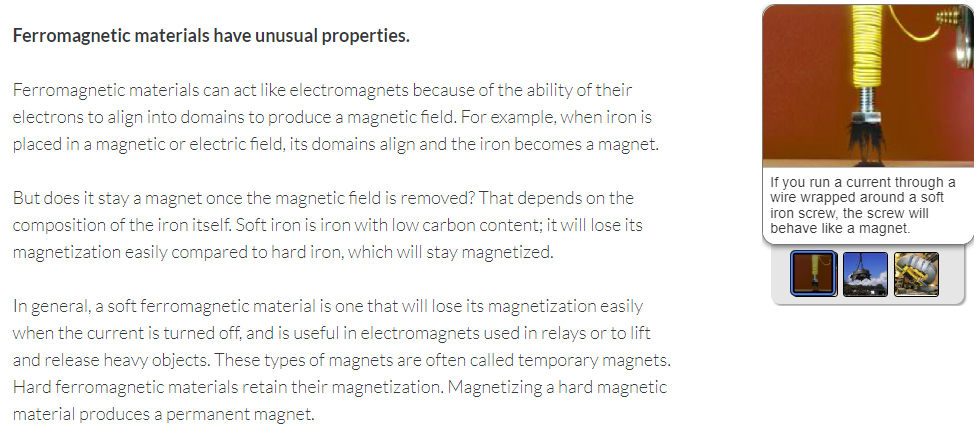 Ferromagnetic materials have unusual properties.
Ferromagnetic materials can act like electromagnets because of the ability of their
electrons to align into domains to produce a magnetic field. For example, when iron is
placed in a magnetic or electric field, its domains align and the iron becomes a magnet.
But does it stay a magnet once the magnetic field is removed? That depends on the
composition of the iron itself. Soft iron is iron with low carbon content; it will lose its
magnetization easily compared to hard iron, which will stay magnetized.
In general, a soft ferromagnetic material is one that will lose its magnetization easily
when the current is turned off, and is useful in electromagnets used in relays or to lift
and release heavy objects. These types of magnets are often called temporary magnets.
Hard ferromagnetic materials retain their magnetization. Magnetizing a hard magnetic
material produces a permanent magnet.
If you run a current through a
wire wrapped around a soft
iron screw, the screw will
behave like a magnet.